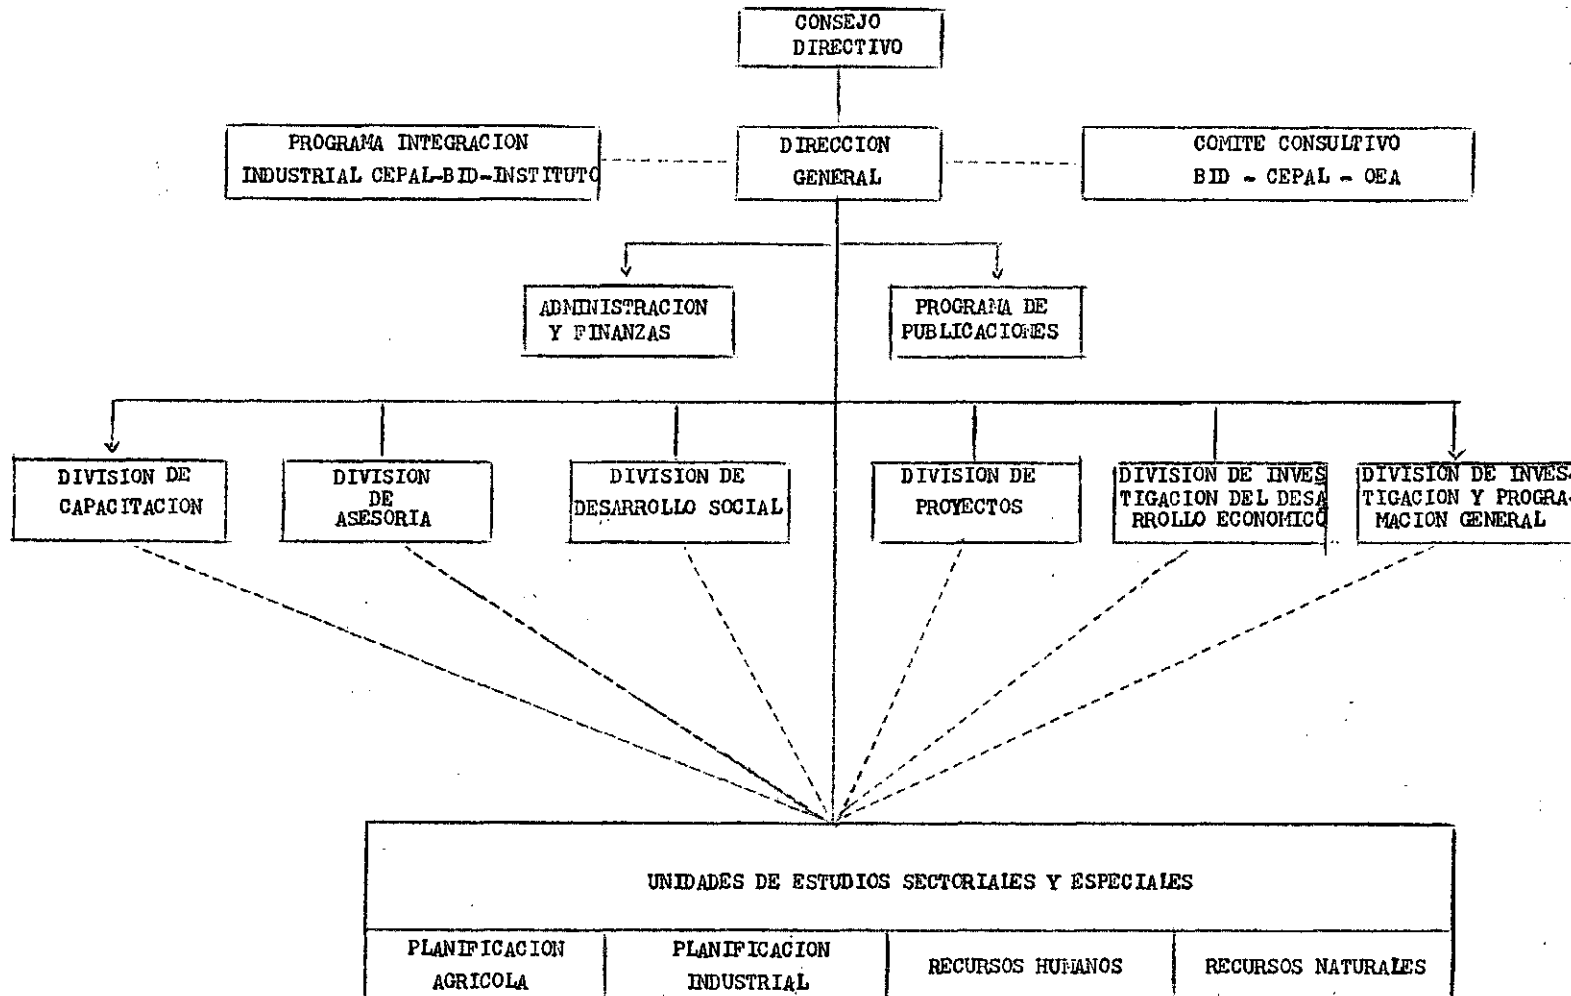 CONSEJO
DIRECTIVO
PROGRAMA INTEGRACION
INDUSTRIAL CEPAL-BID-INSTITUTO
DIRECCION
GENERAL
COMITE CONSULTIVO
BID - CEPAL - OEA
ADMINISTRACION
Y FINANZAS
PROGRAMA DE
PUBLICACIONES
DIVISION DE
CAPACITACION
DIVISION
DE
ASESORIA
DIVISION DE
DESARROLLO SOCIAL
DIVISION DE
PROYECTOS
DIVISION DE INVES
TIGACION DEL DESA
RROLLO ECONOMICO
DIVISION DE INVES-
TIGACION Y PROGRA-
MACION GENERAL
UNIDADES DE ESTUDIOS SECTORIALES Y ESPECIALES
PLANIFICACION
AGRICOLA
PLANIFICACION
INDUSTRIAL
RECURSOS HUMANOS
RECURSOS NATURALES